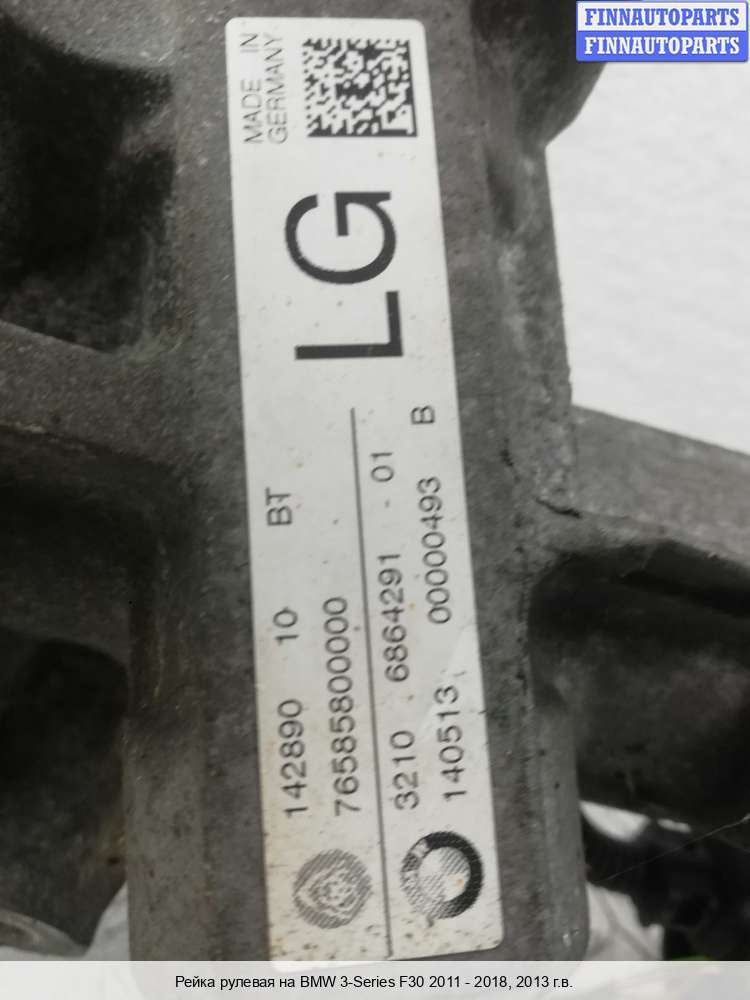 FINNAUTOPARTS
FINNAUTOPARTS
MADE IN
GERMANY
LG
142890 10 BT
76585800000
3210 6864291 - 01
140513 00000493 B
Рейка рулевая на BMW 3-Series F30 2011 - 2018, 2013 г.в.